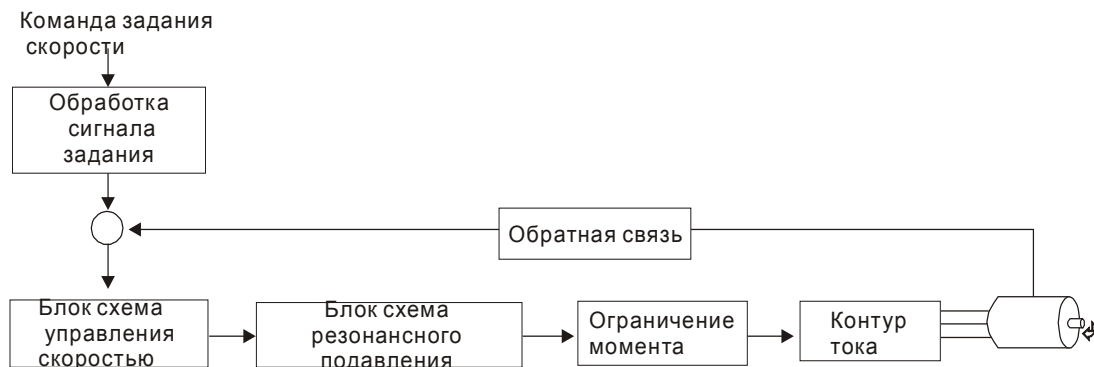 Команда задания
скорости
Обработка
сигнала
задания
Обратная связь
Блок схема
управления
скоростью
Блок схема
резонансного
подавления
Ограничение
момента
Контур
тока